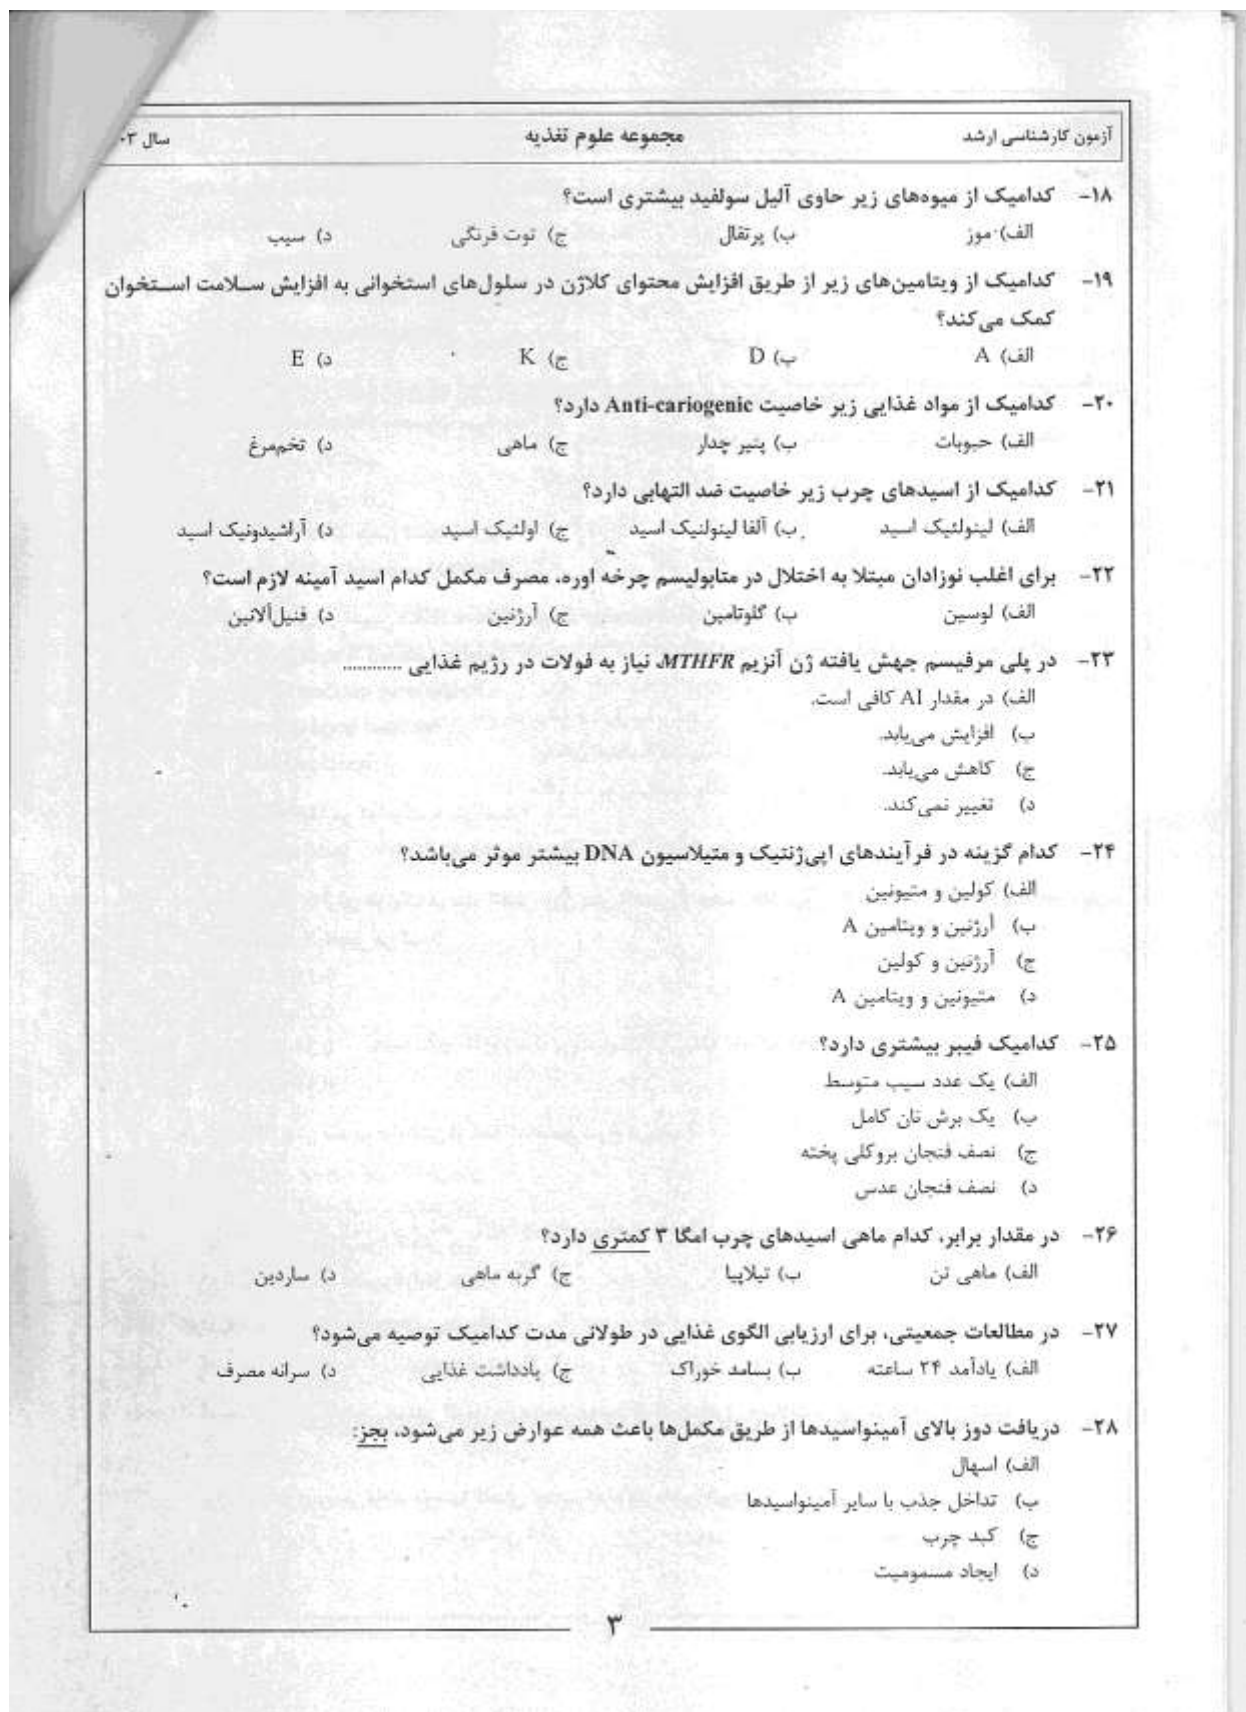 آزمون کارشناسی ارشد مجموعه علوم تغذیه سال ۰۳
۱۸- کدامیک از میوه‌های زیر حاوی آلیل سولفید بیشتری است؟
الف) موز ب) پرتقال ج) توت فرنگی د) سیب
۱۹- کدامیک از ویتامین‌های زیر از طریق افزایش محتوای کلاژن در سلول‌های استخوانی به افزایش سلامت استخوان
کمک می‌کند؟
الف) A ب) D ج) K د) E
۲۰- کدامیک از مواد غذایی زیر خاصیت Anti-cariogenic دارد؟
الف) حبوبات ب) پنیر چدار ج) ماهی د) تخم‌مرغ
۲۱- کدامیک از اسیدهای چرب زیر خاصیت ضد التهابی دارد؟
الف) لینولئیک اسید ب) آلفا لینولنیک اسید ج) اولئیک اسید د) آراشیدونیک اسید
۲۲- برای اغلب نوزادان مبتلا به اختلال در متابولیسم چرخه اوره، مصرف مکمل کدام اسید آمینه لازم است؟
الف) لوسین ب) گلوتامین ج) آرژنین د) فنیل‌آلانین
۲۳- در پلی مرفیسم جهش یافته ژن آنزیم MTHFR، نیاز به فولات در رژیم غذایی ............
الف) در مقدار AI کافی است.
ب) افزایش می‌یابد.
ج) کاهش می‌یابد.
د) تغییر نمی‌کند.
۲۴- کدام گزینه در فرآیندهای اپی‌ژنتیک و متیلاسیون DNA بیشتر موثر می‌باشد؟
الف) کولین و متیونین
ب) آرژنین و ویتامین A
ج) آرژنین و کولین
د) متیونین و ویتامین A
۲۵- کدامیک فیبر بیشتری دارد؟
الف) یک عدد سیب متوسط
ب) یک برش نان کامل
ج) نصف فنجان بروکلی پخته
د) نصف فنجان عدس
۲۶- در مقدار برابر، کدام ماهی اسیدهای چرب امگا ۳ کمتری دارد؟
الف) ماهی تن ب) تیلاپیا ج) گربه ماهی د) ساردین
۲۷- در مطالعات جمعیتی، برای ارزیابی الگوی غذایی در طولانی مدت کدامیک توصیه می‌شود؟
الف) یادآمد ۲۴ ساعته ب) بسامد خوراک ج) یادداشت غذایی د) سرانه مصرف
۲۸- دریافت دوز بالای آمینواسیدها از طریق مکمل‌ها باعث همه عوارض زیر می‌شود، بجز:
الف) اسهال
ب) تداخل جذب با سایر آمینواسیدها
ج) کبد چرب
د) ایجاد مسمومیت
۳